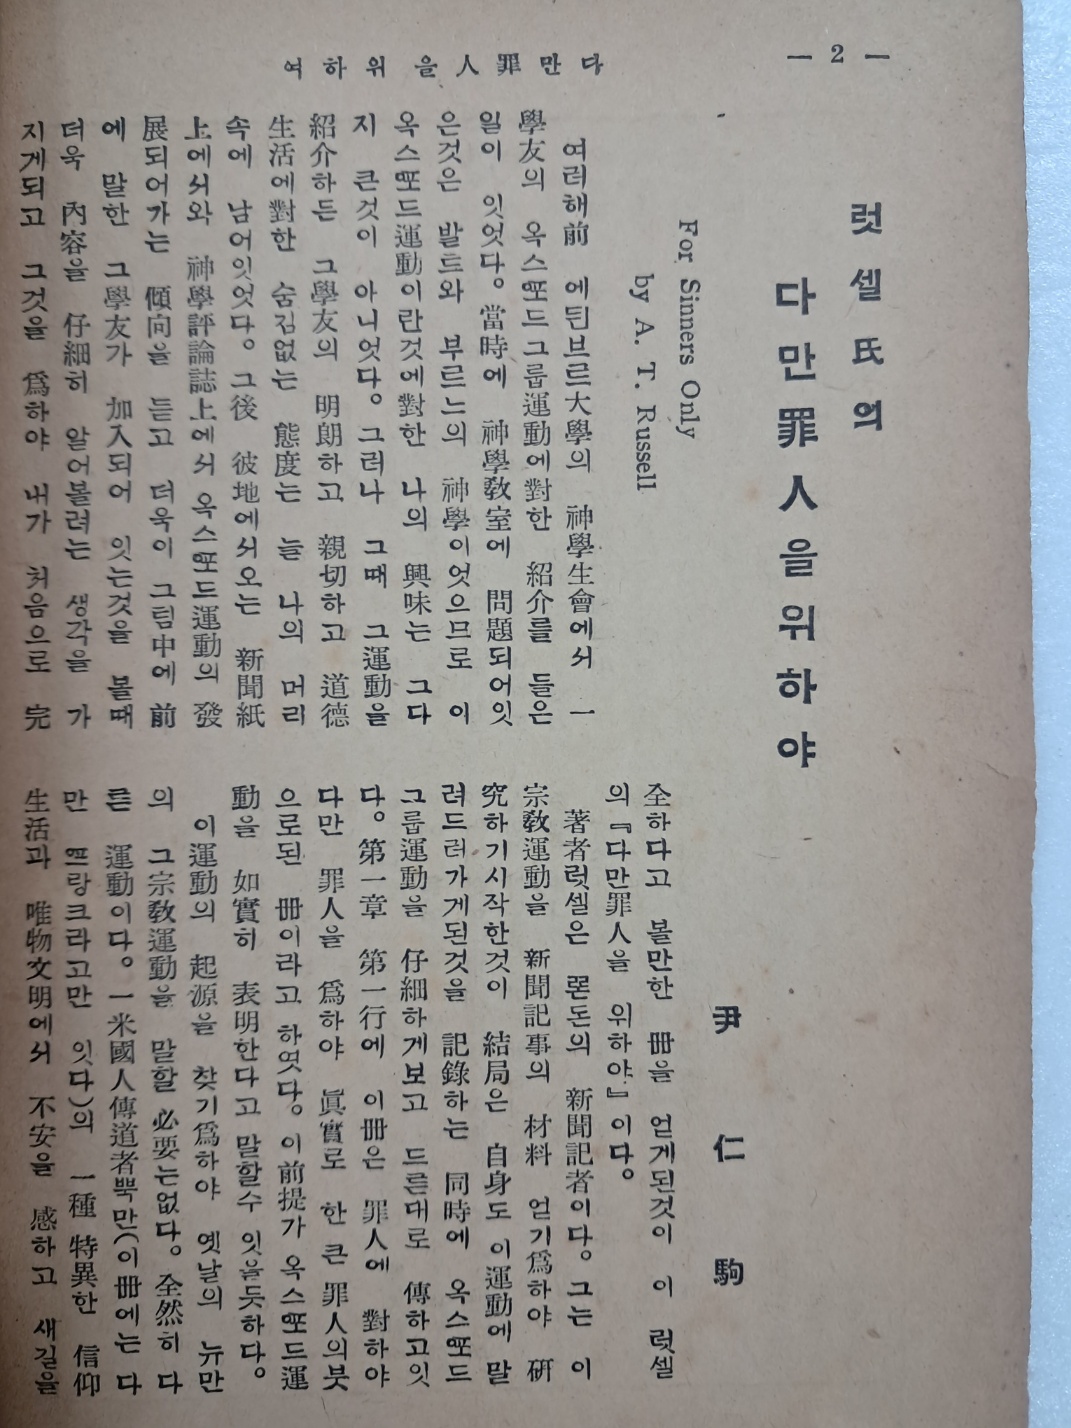 — 2 —
다만罪人을 위하여
럿셀氏의
다만罪人을위하야
For Sinners Only
by A. T. Russell
尹仁駒
여러해前 에딘브르大學의 神學生會에서 一
學友의 옥스ᅋᅩ드그룹運動에對한 紹介를 들은
일이 잇엇다。當時에 神學敎室에 問題되어잇
은것은 발트와 부르느의 神學이엇으므로 이
옥스ᅋᅩ드運動이란것에對한 나의 興味는 그다
지 큰것이 아니엇다。그러나 그때 그運動을
紹介하든 그學友의 明朗하고 親切하고 道德
生活에對한 숨김없는 態度는 늘 나의 머리
속에 남어잇엇다。그後 彼地에서오는 新聞紙
上에서와 神學評論誌上에서 옥스ᅋᅩ드運動의 發
展되어가는 傾向을 듣고 더욱이 그팀中에 前
에 말한 그學友가 加入되어 잇는것을 볼때
더욱 內容을 仔細히 알어볼려는 생각을 가
지게되고 그것을 爲하야 내가 처음으로 完
全하다고 볼만한 冊을 얻게된것이 이 럿셀
의『다만罪人을 위하야』이다。
著者럿셀은 론돈의 新聞記者이다。그는 이
宗敎運動을 新聞記事의 材料 얻기爲하야 硏
究하기시작한것이 結局은 自身도 이運動에 말
려드러가게된것을 記錄하는 同時에 옥스ᅋᅩ드
그룹運動을 仔細하게보고 드른대로 傳하고잇
다。第一章 第一行에 이冊은 罪人에 對하야
다만 罪人을 爲하야 眞實로 한 큰 罪人의붓
으로된 冊이라고 하엿다。이前提가 옥스ᅋᅩ드運
動을 如實히 表明한다고 말할수 잇을듯하다。
이運動의 起源을 찾기爲하야 옛날의 뉴만
의 그宗敎運動을 말할 必要는없다。全然히 다
른 運動이다。一米國人傳道者뿍만(이冊에는 다
만 ᅋᅳ랑크라고만 잇다)의 一種 特異한 信仰
生活과 唯物文明에서 不安을 感하고 새길을